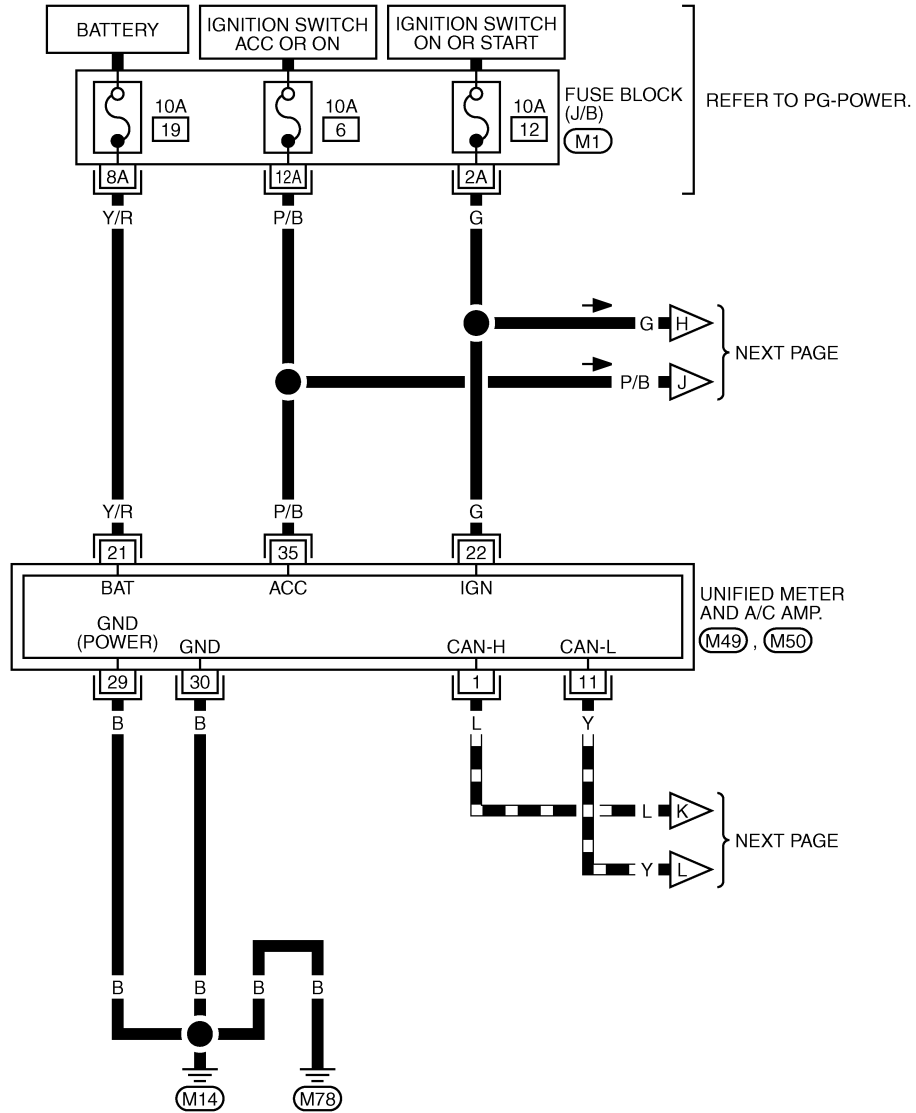 BATTERY
IGNITION SWITCH
ACC OR ON
IGNITION SWITCH
ON OR START
10A
19
10A
6
10A
12
FUSE BLOCK
(J/B)
M1
REFER TO PG-POWER.
8A
12A
2A
Y/R
P/B
G
G
H
NEXT PAGE
P/B
J
Y/R
P/B
G
21
35
22
BAT
ACC
IGN
UNIFIED METER
AND A/C AMP.
M49 , M50
GND
(POWER)
GND
CAN-H
CAN-L
29
30
1
11
B
B
L
Y
L
K
NEXT PAGE
Y
L
B
B
B
B
M14
M78